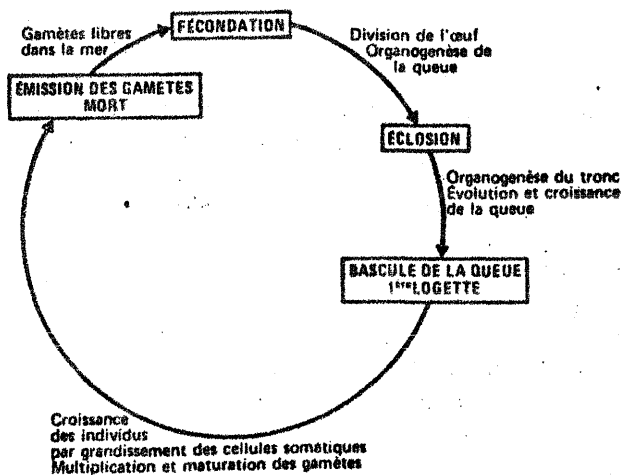 FÉCONDATION
Gamètes libres
dans la mer
Division de l'œuf
Organogenèse de
la queue
ÉMISSION DES GAMÈTES
MORT
ÉCLOSION
Organogenèse du tronc
Évolution et croissance
de la queue
BASCULE DE LA QUEUE
1ère LOGETTE
Croissance
des individus
par grandissement des cellules somatiques
Multiplication et maturation des gamètes